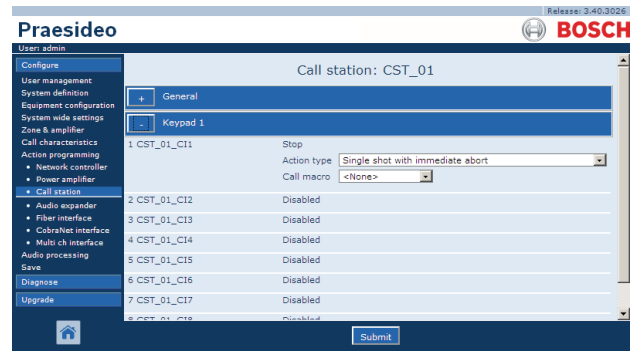 Release: 3.40.3026
Praesideo
BOSCH
User: admin
Configure
User management
System definition
Equipment configuration
System wide settings
Zone & amplifier
Call characteristics
Action programming
• Network controller
• Power amplifier
• Call station
• Audio expander
• Fiber interface
• CobraNet interface
• Multi ch interface
Audio processing
Save
Diagnose
Upgrade
Call station: CST_01
+ General
- Keypad 1
1 CST_01_CI1 Stop
Action type Single shot with immediate abort
Call macro <None>
2 CST_01_CI2 Disabled
3 CST_01_CI3 Disabled
4 CST_01_CI4 Disabled
5 CST_01_CI5 Disabled
6 CST_01_CI6 Disabled
7 CST_01_CI7 Disabled
8 CST_01_CI8 Disabled
Submit